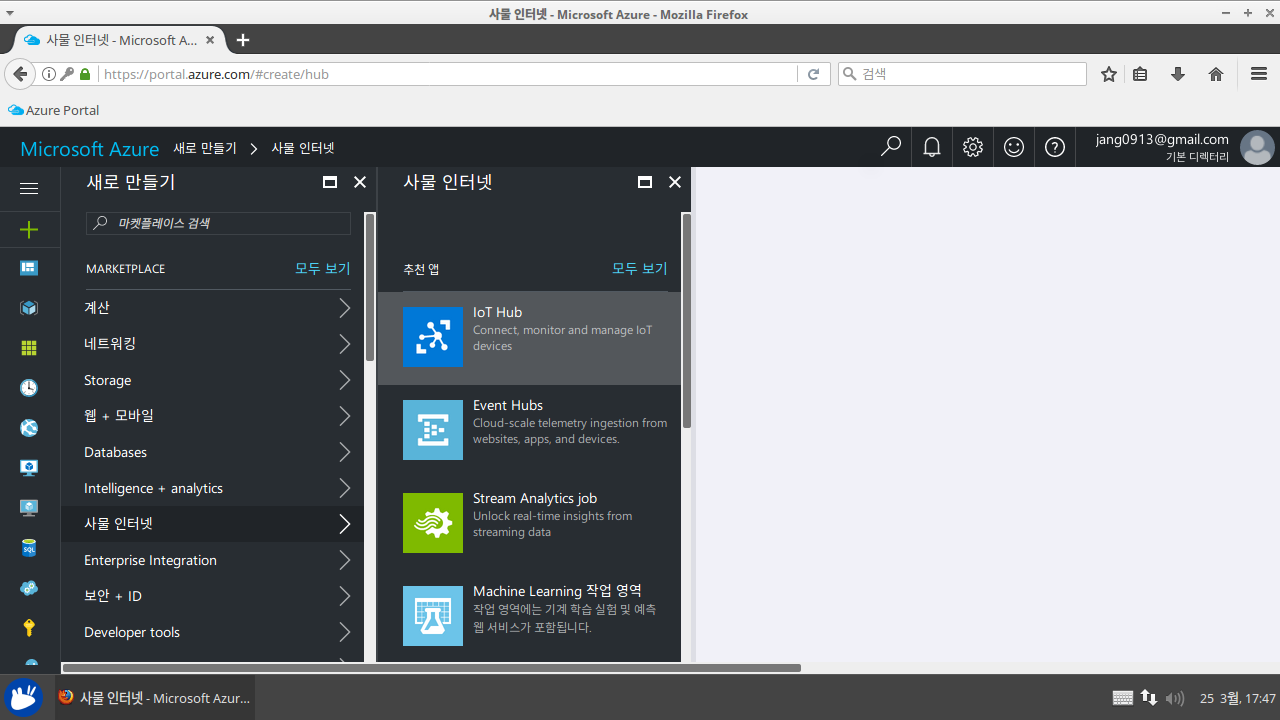 사물 인터넷 - Microsoft Azure - Mozilla Firefox
사물 인터넷 - Microsoft A...
https://portal.azure.com/#create/hub
검색
Azure Portal
Microsoft Azure
새로 만들기
사물 인터넷
jang0913@gmail.com
기본 디렉터리
새로 만들기
마켓플레이스 검색
MARKETPLACE
모두 보기
계산
네트워킹
Storage
웹 + 모바일
Databases
Intelligence + analytics
사물 인터넷
Enterprise Integration
보안 + ID
Developer tools
사물 인터넷
추천 앱
모두 보기
IoT Hub
Connect, monitor and manage IoT
devices
Event Hubs
Cloud-scale telemetry ingestion from
websites, apps, and devices.
Stream Analytics job
Unlock real-time insights from
streaming data
Machine Learning 작업 영역
작업 영역에는 기계 학습 실험 및 예측
웹 서비스가 포함됩니다.
SQL
사물 인터넷 - Microsoft Azur...
25 3월, 17:47